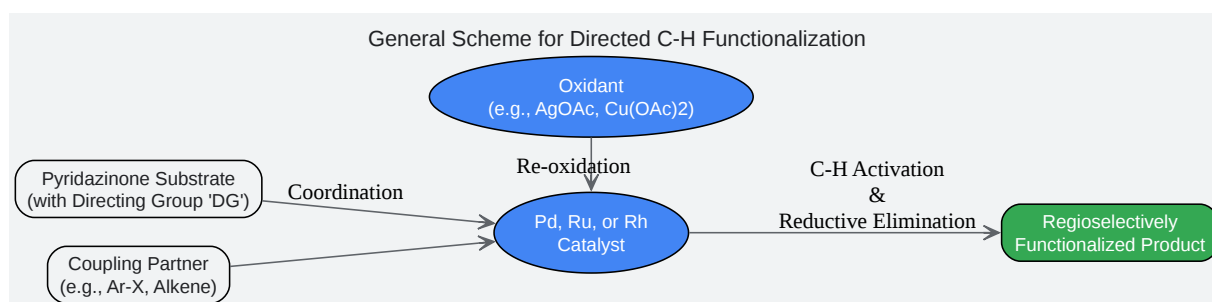 General Scheme for Directed C-H Functionalization
Oxidant
(e.g., AgOAc, Cu(OAc)2)
Re-oxidation
Pyridazinone Substrate
(with Directing Group 'DG')
Coordination
Coupling Partner
(e.g., Ar-X, Alkene)
Pd, Ru, or Rh
Catalyst
C-H Activation
&
Reductive Elimination
Regioselectively
Functionalized Product